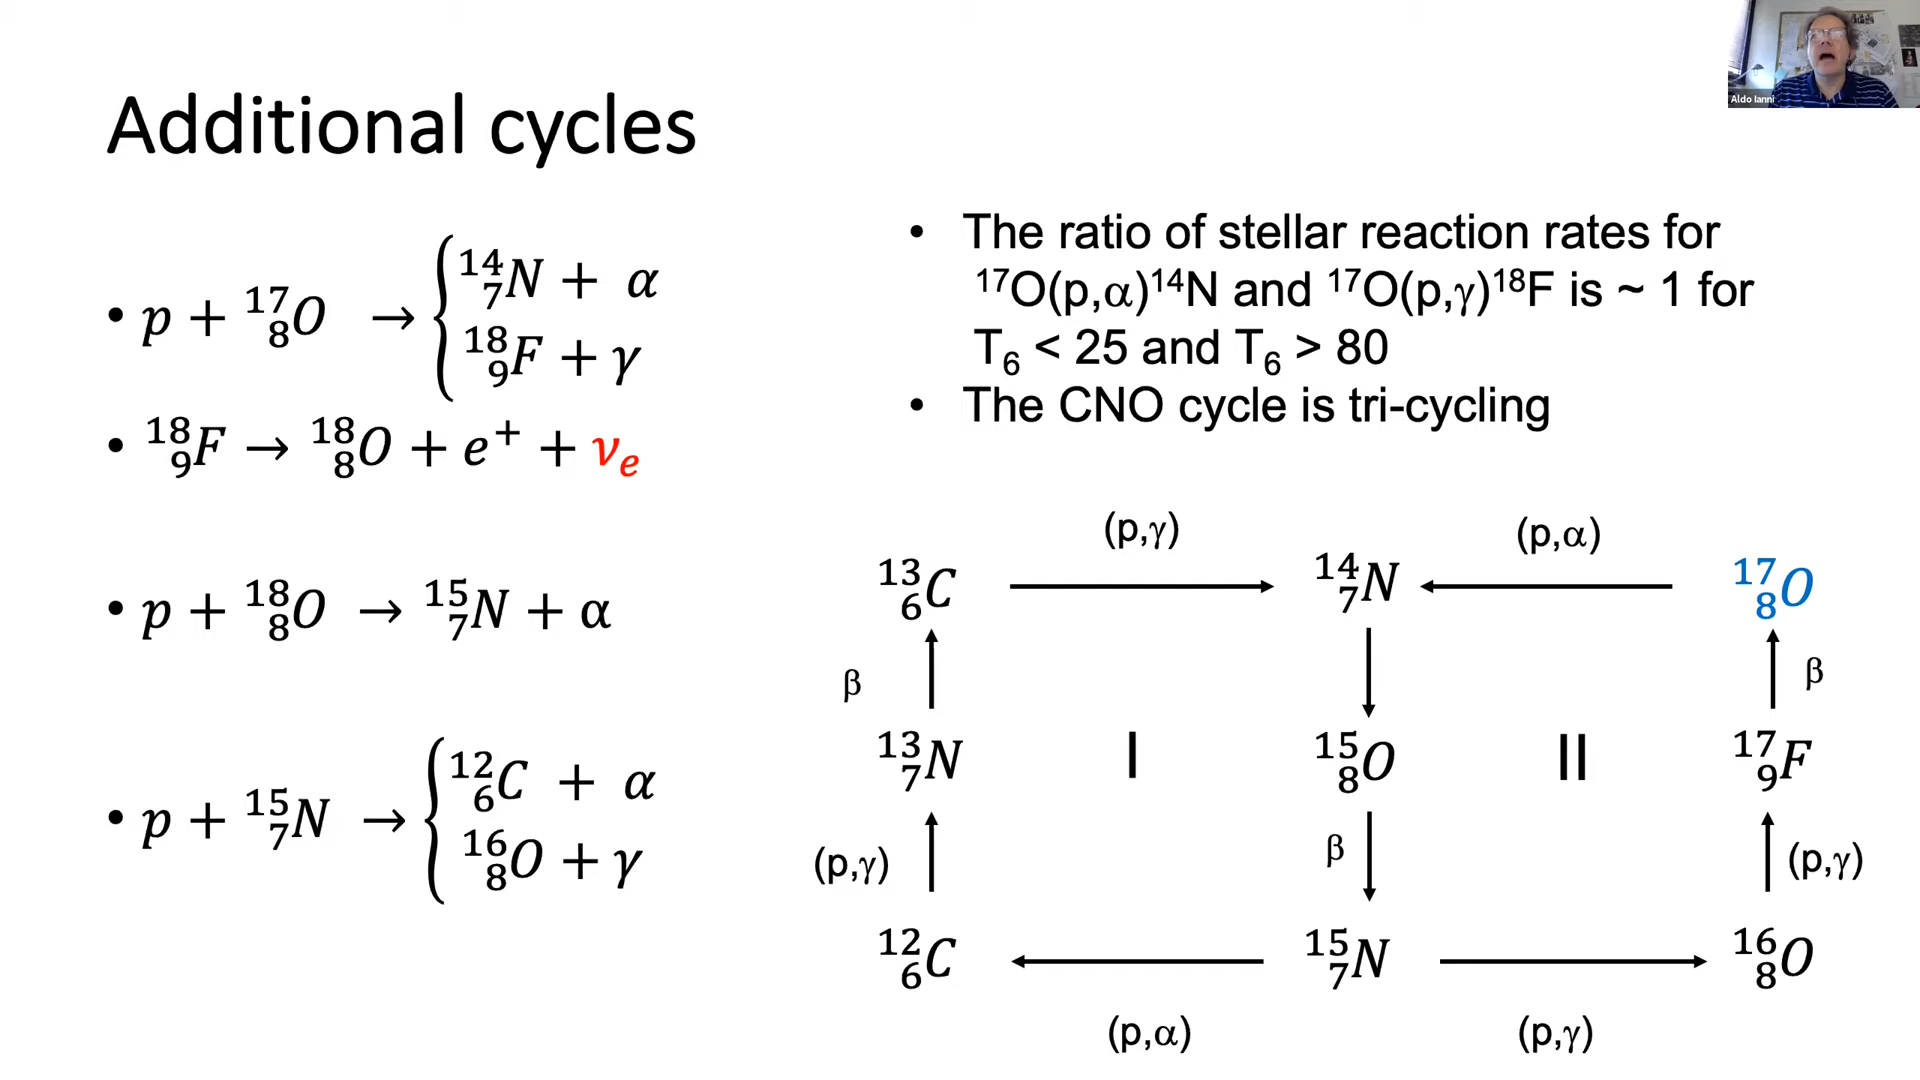 Aldo Ianni
Additional cycles
• p + ¹⁷₈O → { ¹⁴₇N + α
¹⁸₉F + γ
• ¹⁸₉F → ¹⁸₈O + e⁺ + νₑ
• p + ¹⁸₈O → ¹⁵₇N + α
• p + ¹⁵₇N → { ¹²₆C + α
¹⁶₈O + γ
• The ratio of stellar reaction rates for
¹⁷O(p,α)¹⁴N and ¹⁷O(p,γ)¹⁸F is ~ 1 for
T₆ < 25 and T₆ > 80
• The CNO cycle is tri-cycling
(p,γ) (p,α)
¹³₆C ¹⁴₇N ¹⁷₈O
β β
¹³₇N I ¹⁵₈O II ¹⁷₉F
(p,γ) β (p,γ)
¹²₆C ¹⁵₇N ¹⁶₈O
(p,α) (p,γ)